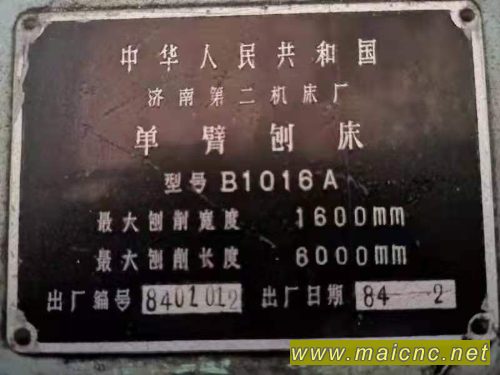 中华人民共和国
济南第二机床厂
单臂刨床
型号 B1016A
最大刨削宽度 1600mm
最大刨削长度 6000mm
出厂编号 8401012 出厂日期 84-2
www.maicnc.net